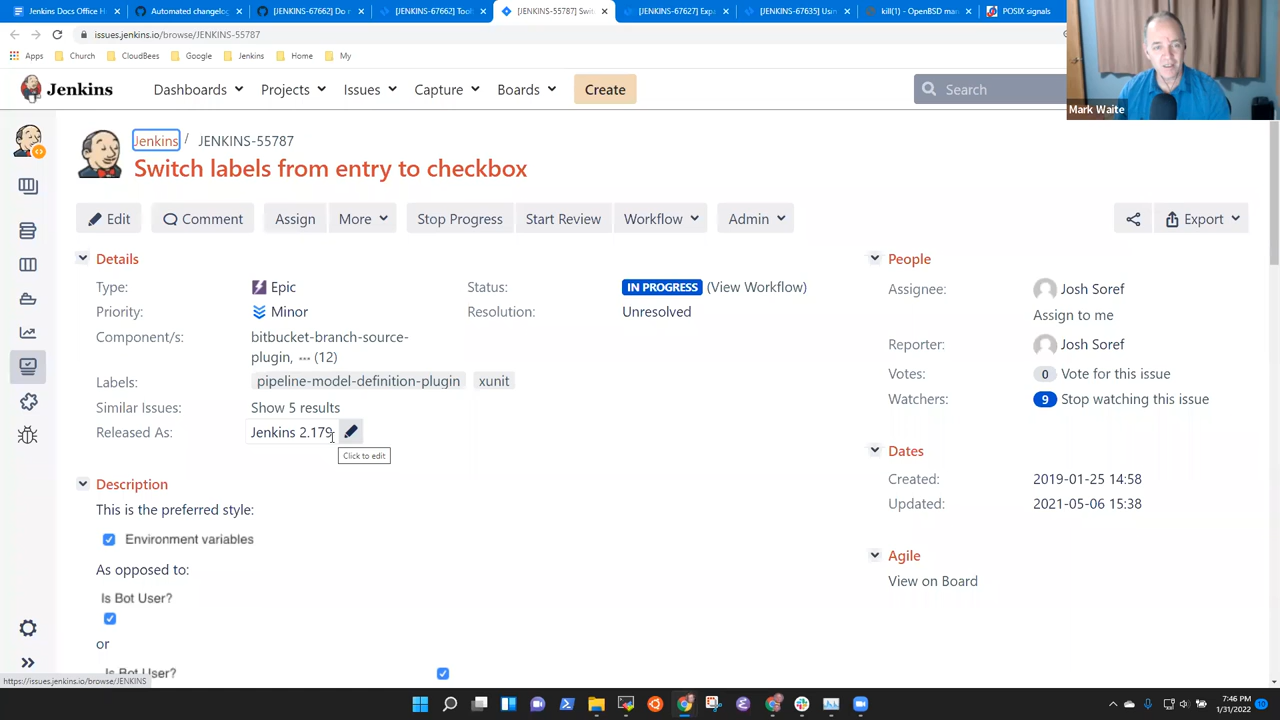 Jenkins Docs Office H
Automated changelog
(JENKINS-67662) Do n
[JENKINS-67662] Tool
[JENKINS-55787] Swit
[JENKINS-67627] Exp
[JENKINS-67635] Usin
kill(1) - OpenBSD man
POSIX signals
issues.jenkins.io/browse/JENKINS-55787
Apps Church CloudBees Google Jenkins Home My
Jenkins Dashboards Projects Issues Capture Boards Create Search
Mark Waite
Jenkins / JENKINS-55787
Switch labels from entry to checkbox
Edit Comment Assign More Stop Progress Start Review Workflow Admin Export
Details
Type: Epic
Status: IN PROGRESS (View Workflow)
Priority: Minor
Resolution: Unresolved
Component/s: bitbucket-branch-source-
plugin, ••• (12)
Labels: pipeline-model-definition-plugin xunit
Similar Issues: Show 5 results
Released As: Jenkins 2.179
Click to edit
Description
This is the preferred style:
Environment variables
As opposed to:
Is Bot User?
or
Is Bot User?
People
Assignee: Josh Soref
Assign to me
Reporter: Josh Soref
Votes: 0 Vote for this issue
Watchers: 9 Stop watching this issue
Dates
Created: 2019-01-25 14:58
Updated: 2021-05-06 15:38
Agile
View on Board
https://issues.jenkins.io/browse/JENKINS
7:46 PM
1/31/2022